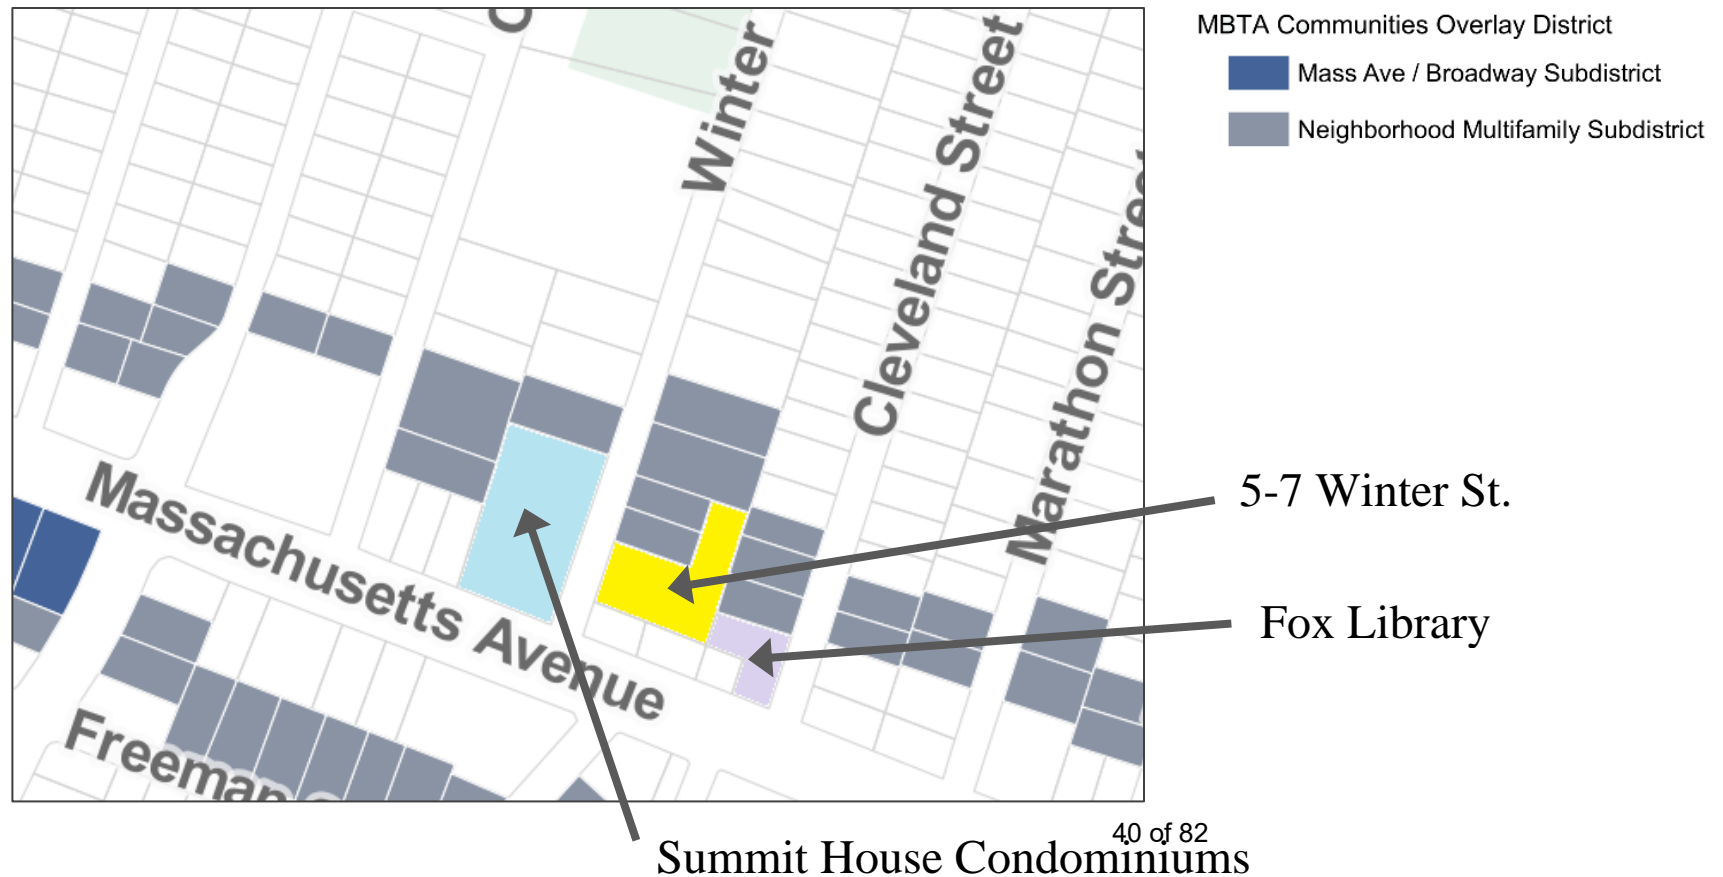 MBTA Communities Overlay District
Mass Ave / Broadway Subdistrict
Neighborhood Multifamily Subdistrict
Winter
Cleveland Street
Marathon Street
5-7 Winter St.
Massachusetts Avenue
Fox Library
Freeman
40 of 82
Summit House Condominiums